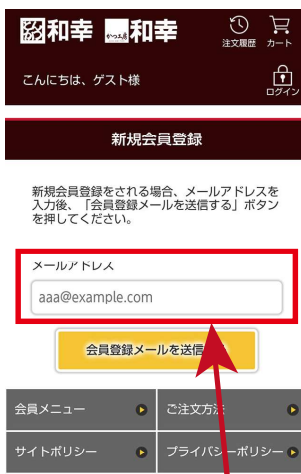 和幸 かつ工房 和幸
注文履歴 カート
こんにちは、ゲスト様
ログイン
新規会員登録
新規会員登録をされる場合、メールアドレスを
入力後、「会員登録メールを送信する」ボタン
を押してください。
メールアドレス
aaa@example.com
会員登録メールを送信
会員メニュー ご注文方法
サイトポリシー プライバシーポリシー